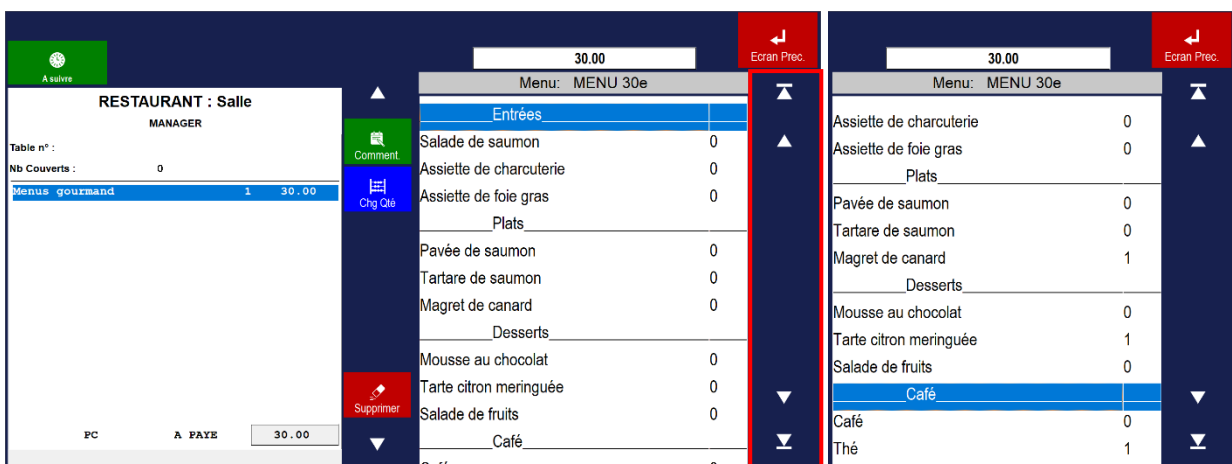 A suivre
RESTAURANT : Salle
MANAGER
Table n° :
Nb Couverts : 0
Menus gourmand 1 30.00
PC A PAYE 30.00
Comment.
Chg Qté
Supprimer
30.00
Ecran Prec.
Menu: MENU 30e
Entrées
Salade de saumon 0
Assiette de charcuterie 0
Assiette de foie gras 0
Plats
Pavée de saumon 0
Tartare de saumon 0
Magret de canard 0
Desserts
Mousse au chocolat 0
Tarte citron meringuée 0
Salade de fruits 0
Café
30.00
Ecran Prec.
Menu: MENU 30e
Assiette de charcuterie 0
Assiette de foie gras 0
Plats
Pavée de saumon 0
Tartare de saumon 0
Magret de canard 1
Desserts
Mousse au chocolat 0
Tarte citron meringuée 1
Salade de fruits 0
Café
Café 0
Thé 1